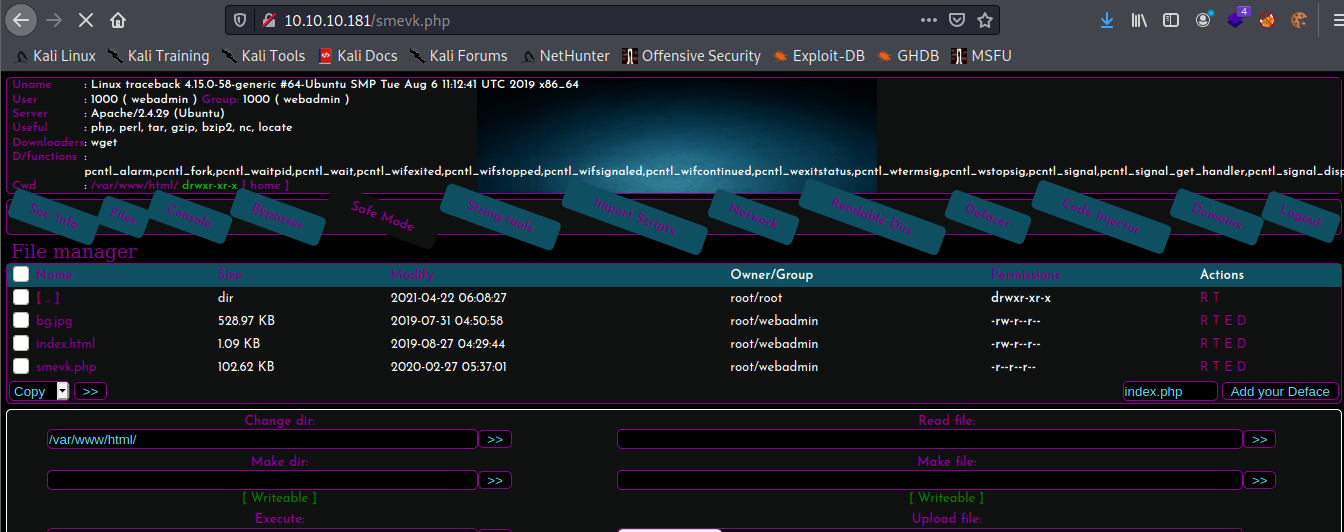 10.10.10.181/smevk.php
4
Kali Linux Kali Training Kali Tools Kali Docs Kali Forums NetHunter Offensive Security Exploit-DB GHDB MSFU
Uname : Linux traceback 4.15.0-58-generic #64-Ubuntu SMP Tue Aug 6 11:12:41 UTC 2019 x86_64
User : 1000 ( webadmin ) Group: 1000 ( webadmin )
Server : Apache/2.4.29 (Ubuntu)
Useful : php, perl, tar, gzip, bzip2, nc, locate
Downloaders : wget
D/functions :
pcntl_alarm,pcntl_fork,pcntl_waitpid,pcntl_wait,pcntl_wifexited,pcntl_wifstopped,pcntl_wifsignaled,pcntl_wifcontinued,pcntl_wexitstatus,pcntl_wtermsig,pcntl_wstopsig,pcntl_signal,pcntl_signal_get_handler,pcntl_signal_disp
Cwd : /var/www/html/ drwxr-xr-x [ home ]
Sec. Info Files Console Bypasser Safe Mode String tools Import Scripts Network Readable Dirs Defacer Code Injector Domains Logout
File manager
Name Size Modify Owner/Group Permissions Actions
[ .. ] dir 2021-04-22 06:08:27 root/root drwxr-xr-x R T
bg.jpg 528.97 KB 2019-07-31 04:50:58 root/webadmin -rw-r--r-- R T E D
index.html 1.09 KB 2019-08-27 04:29:44 root/webadmin -rw-r--r-- R T E D
smevk.php 102.62 KB 2020-02-27 05:37:01 root/webadmin -r--r--r-- R T E D
Copy >> index.php Add your Deface
Change dir: Read file:
/var/www/html/ >> >>
Make dir: Make file:
>> >>
[ Writeable ] [ Writeable ]
Execute: Upload file: